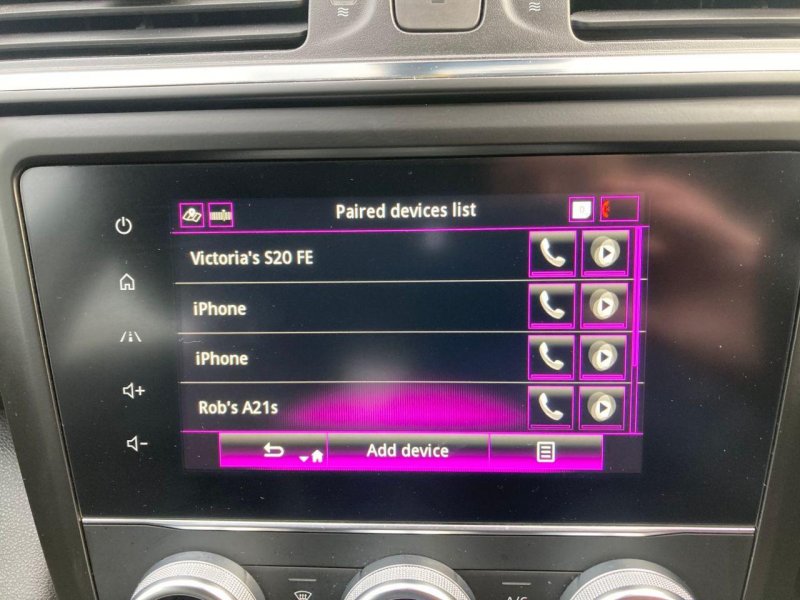 Paired devices list
Victoria's S20 FE
iPhone
iPhone
Rob's A21s
Add device
A/C